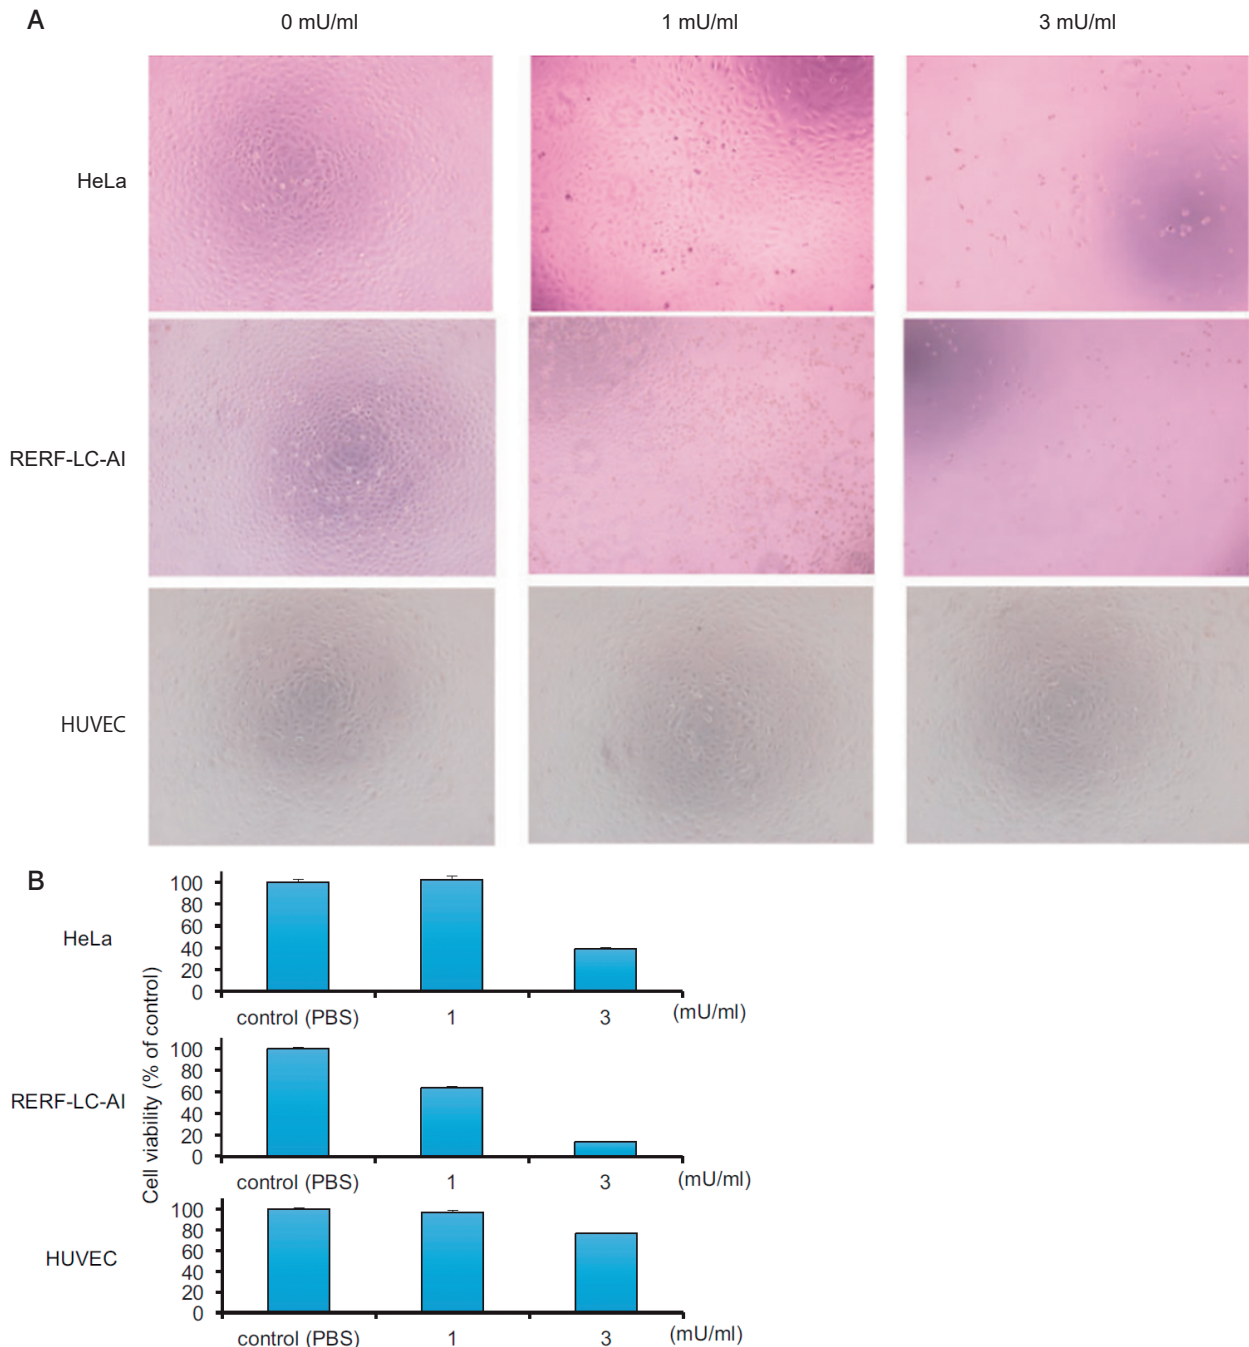 A
0 mU/ml
1 mU/ml
3 mU/ml
HeLa
RERF-LC-AI
HUVEC
B
Cell viability (% of control)
HeLa
100
80
60
40
20
0
control (PBS)
1
3
(mU/ml)
RERF-LC-AI
100
80
60
40
20
0
control (PBS)
1
3
(mU/ml)
HUVEC
100
80
60
40
20
0
control (PBS)
1
3
(mU/ml)